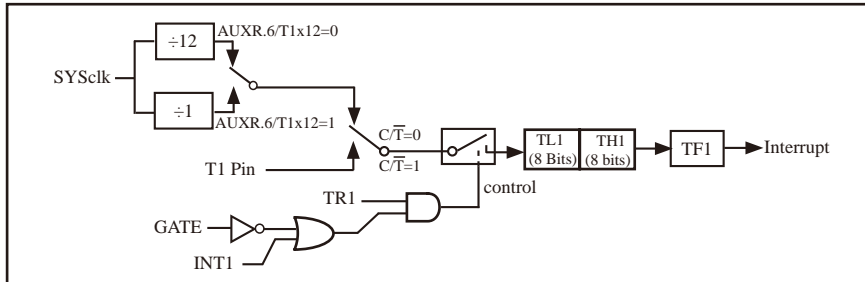 ÷12
AUXR.6/T1x12=0
SYSclk
÷1
AUXR.6/T1x12=1
C/T̅=0
C/T̅=1
T1 Pin
TL1
(8 Bits)
TH1
(8 bits)
TF1
Interrupt
control
TR1
GATE
INT1